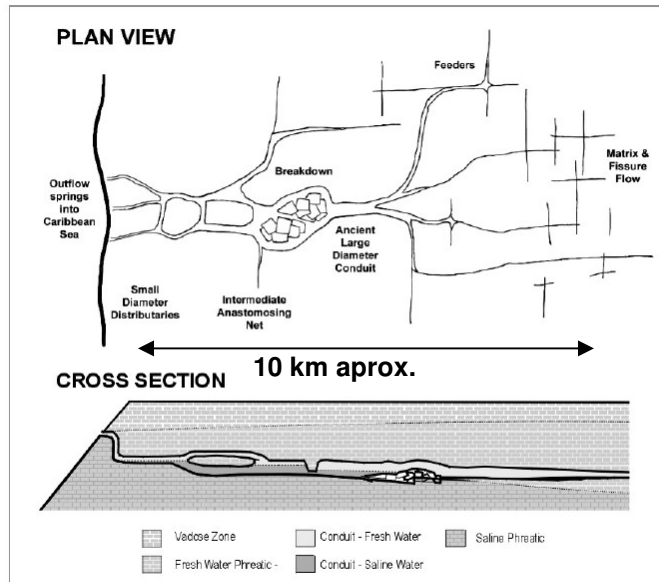 PLAN VIEW
Feeders
Breakdown
Matrix &
Fissure
Flow
Outflow
springs
into
Caribbean
Sea
Ancient
Large
Diameter
Conduit
Small
Diameter
Distributaries
Intermediate
Anastomosing
Net
10 km aprox.
CROSS SECTION
Vadose Zone
Conduit - Fresh Water
Saline Phreatic
Fresh Water Phreatic -
Conduit - Saline Water